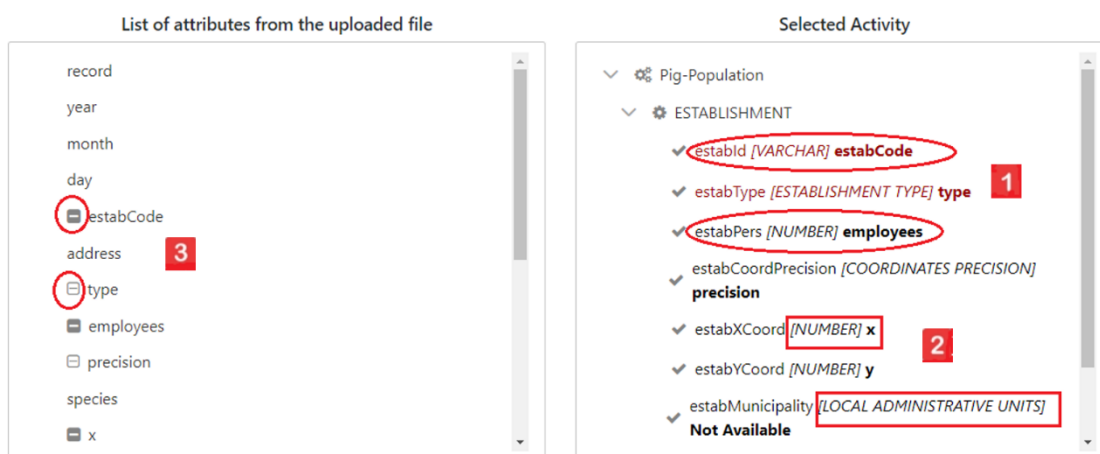 List of attributes from the uploaded file
record
year
month
day
estabCode
address
3
type
employees
precision
species
x
Selected Activity
Pig-Population
ESTABLISHMENT
estabId [VARCHAR] estabCode
1
estabType [ESTABLISHMENT TYPE] type
estabPers [NUMBER] employees
estabCoordPrecision [COORDINATES PRECISION]
precision
estabXCoord [NUMBER] x
2
estabYCoord [NUMBER] y
estabMunicipality [LOCAL ADMINISTRATIVE UNITS]
Not Available